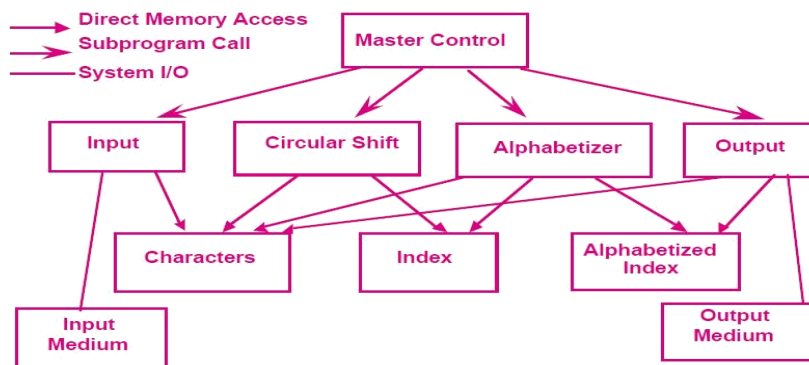 Direct Memory Access
Subprogram Call
System I/O
Master Control
Input
Circular Shift
Alphabetizer
Output
Characters
Index
Alphabetized
Index
Input
Medium
Output
Medium